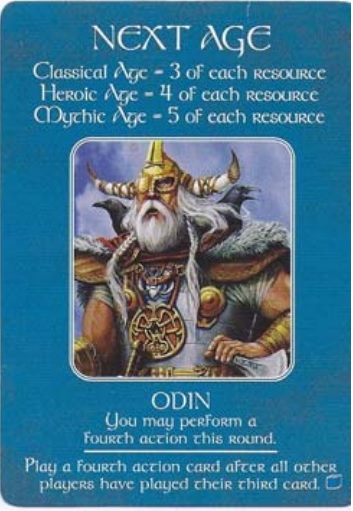 NEXT AGE
Classical Age = 3 of each resource
Heroic Age = 4 of each resource
Mythic Age = 5 of each resource
ODIN
You may perform a
fourth action this round.
Play a fourth action card after all other
players have played their third card.